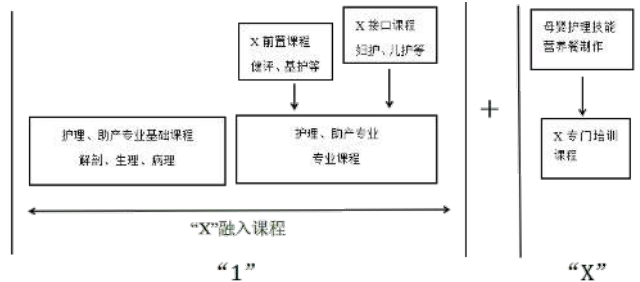 X 前置课程
健评、基护等
X 接口课程
妇护、儿护等
母婴护理技能
营养餐制作
护理、助产专业基础课程
解剖、生理、病理
护理、助产专业
专业课程
+
X 专门培训
课程
“X”融入课程
“1”
“X”